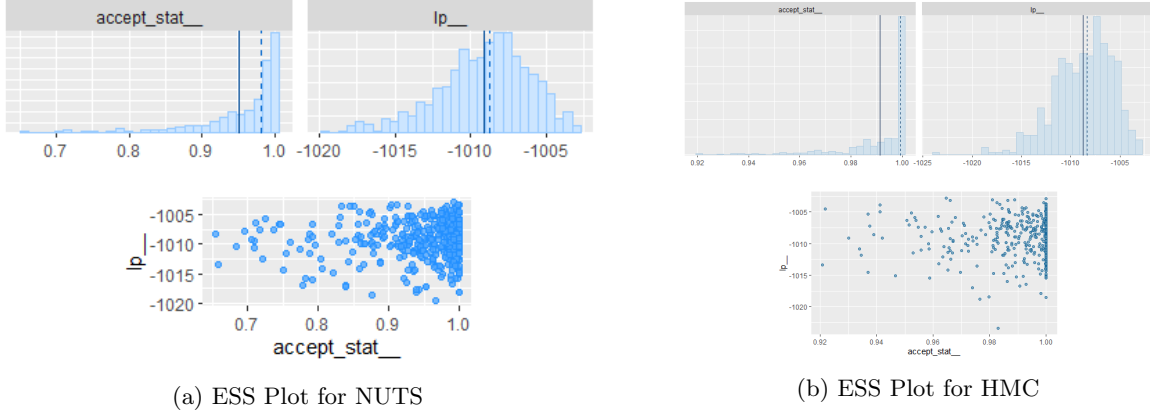 accept_stat__
lp__
0.7 0.8 0.9 1.0
-1020 -1015 -1010 -1005
-1005
-1010
-1015
-1020
lp__
0.7 0.8 0.9 1.0
accept_stat__
(a) ESS Plot for NUTS
accept_stat__
lp__
0.92 0.94 0.96 0.98 1.00
-1025 -1020 -1015 -1010 -1005
-1005
-1010
-1015
-1020
lp__
0.92 0.94 0.96 0.98 1.00
accept_stat__
(b) ESS Plot for HMC